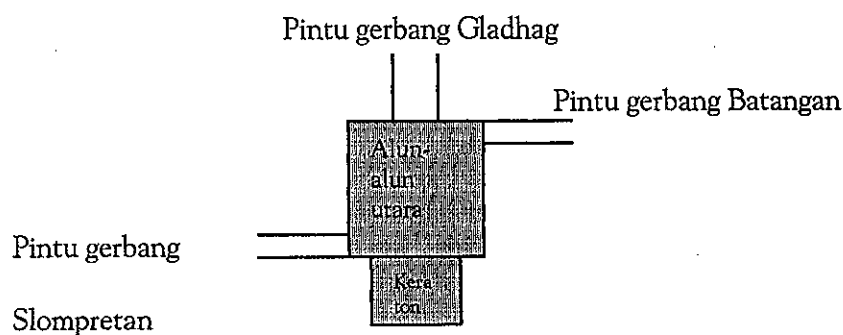 Pintu gerbang Gladhag
Pintu gerbang Batangan
Alun-
alun
utara
Pintu gerbang
Slompretan
Kera
ton